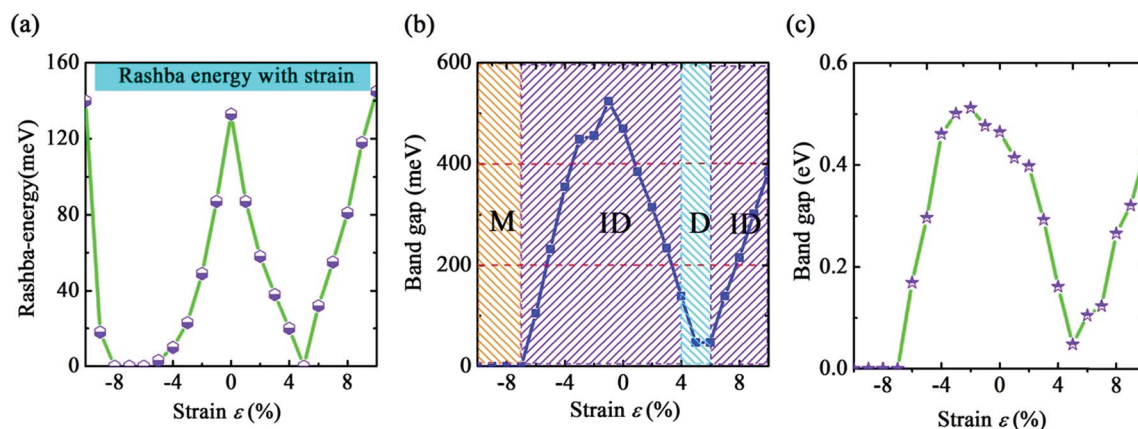 (a)
Rashba energy with strain
Rashba-energy(meV)
160
120
80
40
0
-8
-4
0
4
8
Strain ε (%)
(b)
Band gap (meV)
600
400
200
0
M
ID
D
ID
-8
-4
0
4
8
Strain ε (%)
(c)
Band gap (eV)
0.6
0.4
0.2
0.0
-8
-4
0
4
8
Strain ε (%)